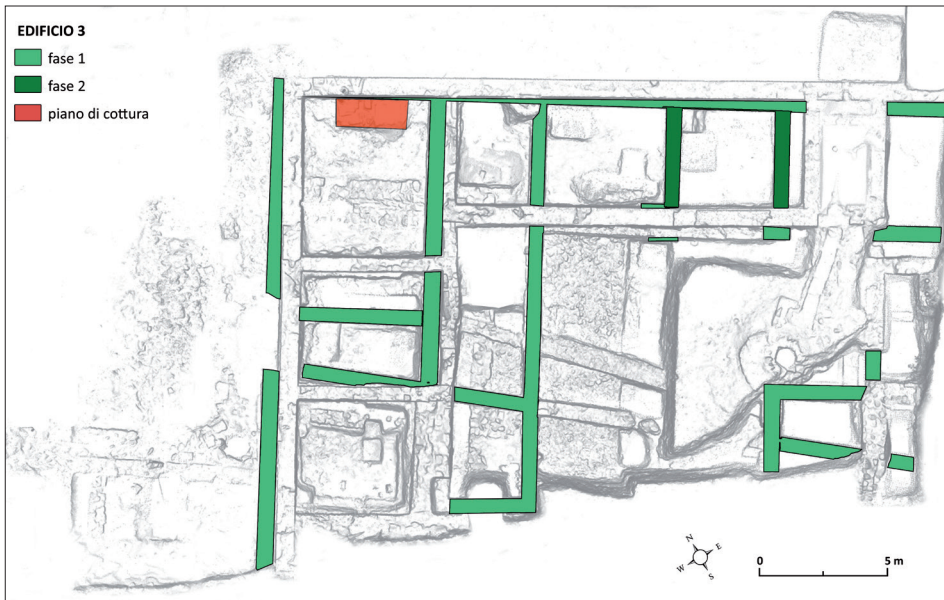 EDIFICIO 3
fase 1
fase 2
piano di cottura
N
E
W
S
0 5 m